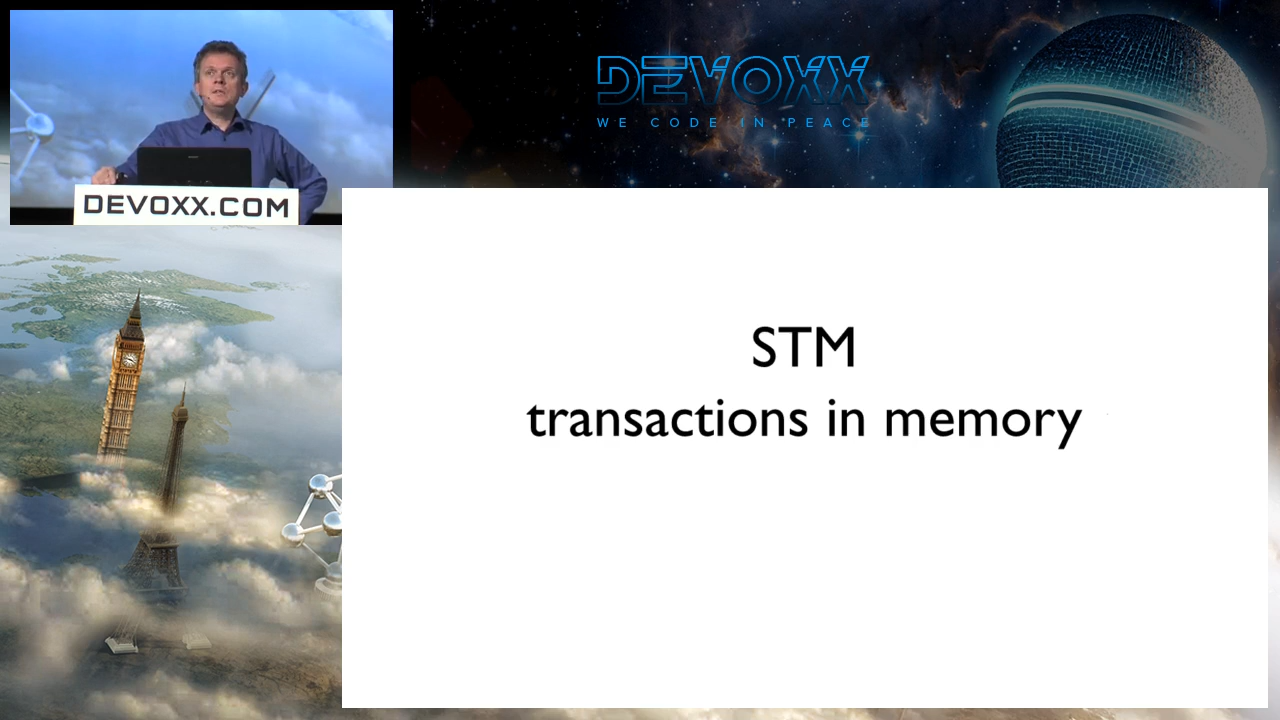 DEVOXX
WE CODE IN PEACE
DEVOXX.COM
STM
transactions in memory